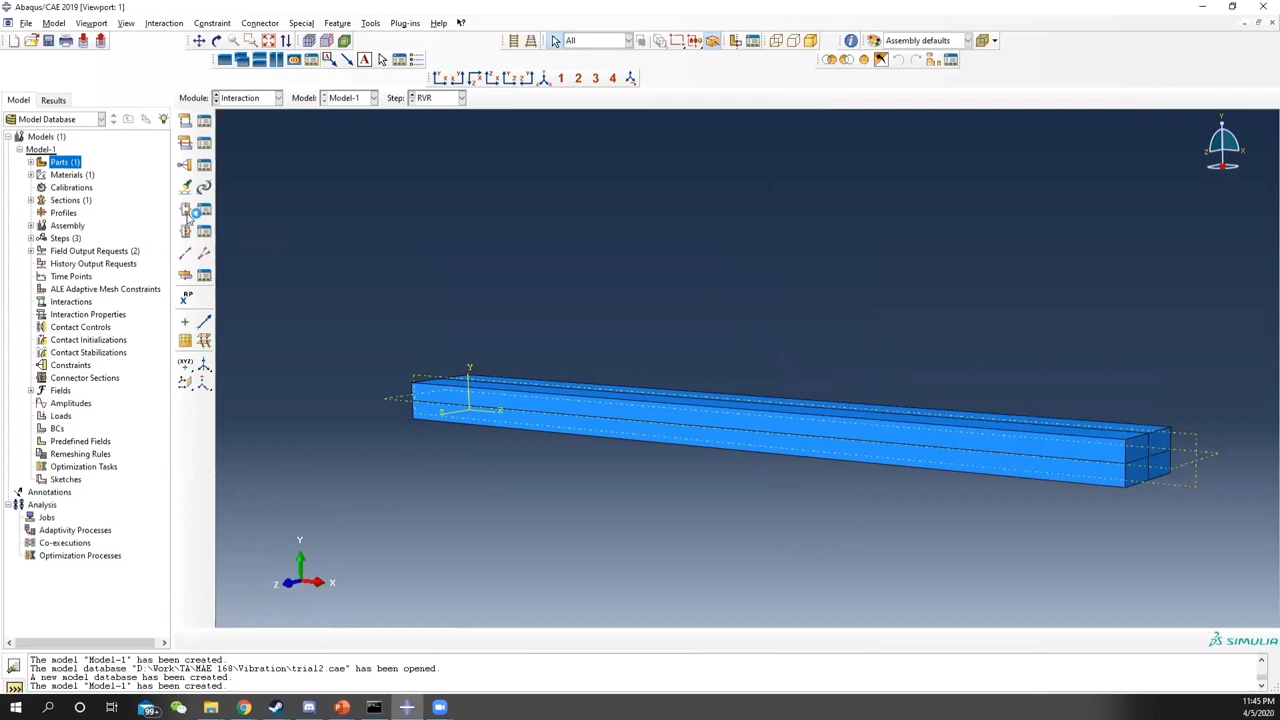 Abaqus/CAE 2019 [Viewport: 1]
File Model Viewport View Interaction Constraint Connector Special Feature Tools Plug-ins Help
All
Assembly defaults
1 2 3 4
Model Results
Module: Interaction Model: Model-1 Step: RVR
Model Database
Models (1)
Model-1
Parts (1)
Materials (1)
Calibrations
Sections (1)
Profiles
Assembly
Steps (3)
Field Output Requests (2)
History Output Requests
Time Points
ALE Adaptive Mesh Constraints
Interactions
Interaction Properties
Contact Controls
Contact Initializations
Contact Stabilizations
Constraints
Connector Sections
Fields
Amplitudes
Loads
BCs
Predefined Fields
Remeshing Rules
Optimization Tasks
Sketches
Annotations
Analysis
Jobs
Adaptivity Processes
Co-executions
Optimization Processes
RP
(XYZ)
Y
Z X
Y
Z X
Y
Z X
SIMULIA
The model "Model-1" has been created.
The model database "D:\Work\TA\MAE 168\Vibration\trial2.cae" has been opened.
A new model database has been created.
The model "Model-1" has been created.
99+
11:45 PM
4/5/2020